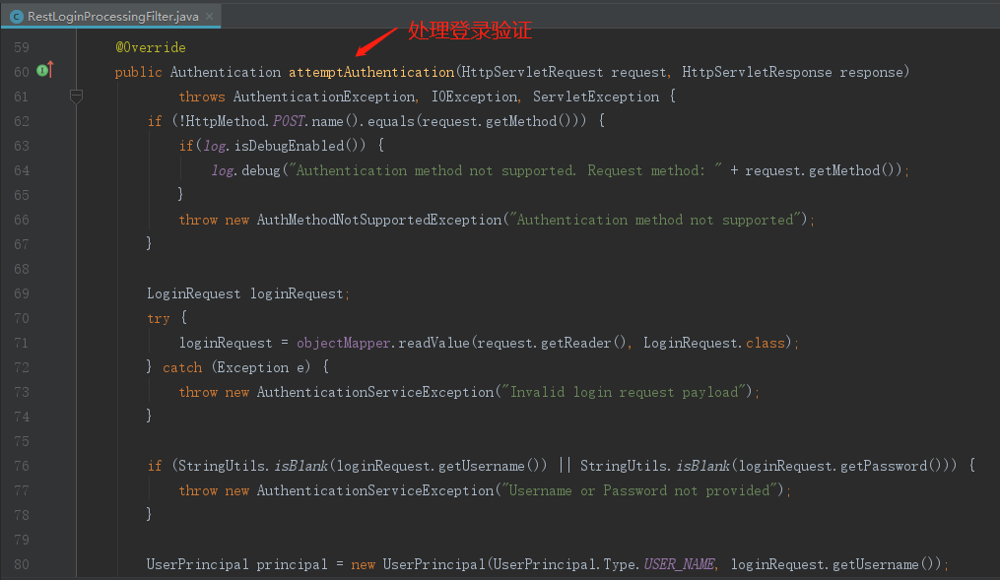 RestLoginProcessingFilter.java
处理登录验证
59 @Override
60 public Authentication attemptAuthentication(HttpServletRequest request, HttpServletResponse response)
61 throws AuthenticationException, IOException, ServletException {
62 if (!HttpMethod.POST.name().equals(request.getMethod())) {
63 if(log.isDebugEnabled()) {
64 log.debug("Authentication method not supported. Request method: " + request.getMethod());
65 }
66 throw new AuthMethodNotSupportedException("Authentication method not supported");
67 }
68
69 LoginRequest loginRequest;
70 try {
71 loginRequest = objectMapper.readValue(request.getReader(), LoginRequest.class);
72 } catch (Exception e) {
73 throw new AuthenticationServiceException("Invalid login request payload");
74 }
75
76 if (StringUtils.isBlank(loginRequest.getUsername()) || StringUtils.isBlank(loginRequest.getPassword())) {
77 throw new AuthenticationServiceException("Username or Password not provided");
78 }
79
80 UserPrincipal principal = new UserPrincipal(UserPrincipal.Type.USER_NAME, loginRequest.getUsername());